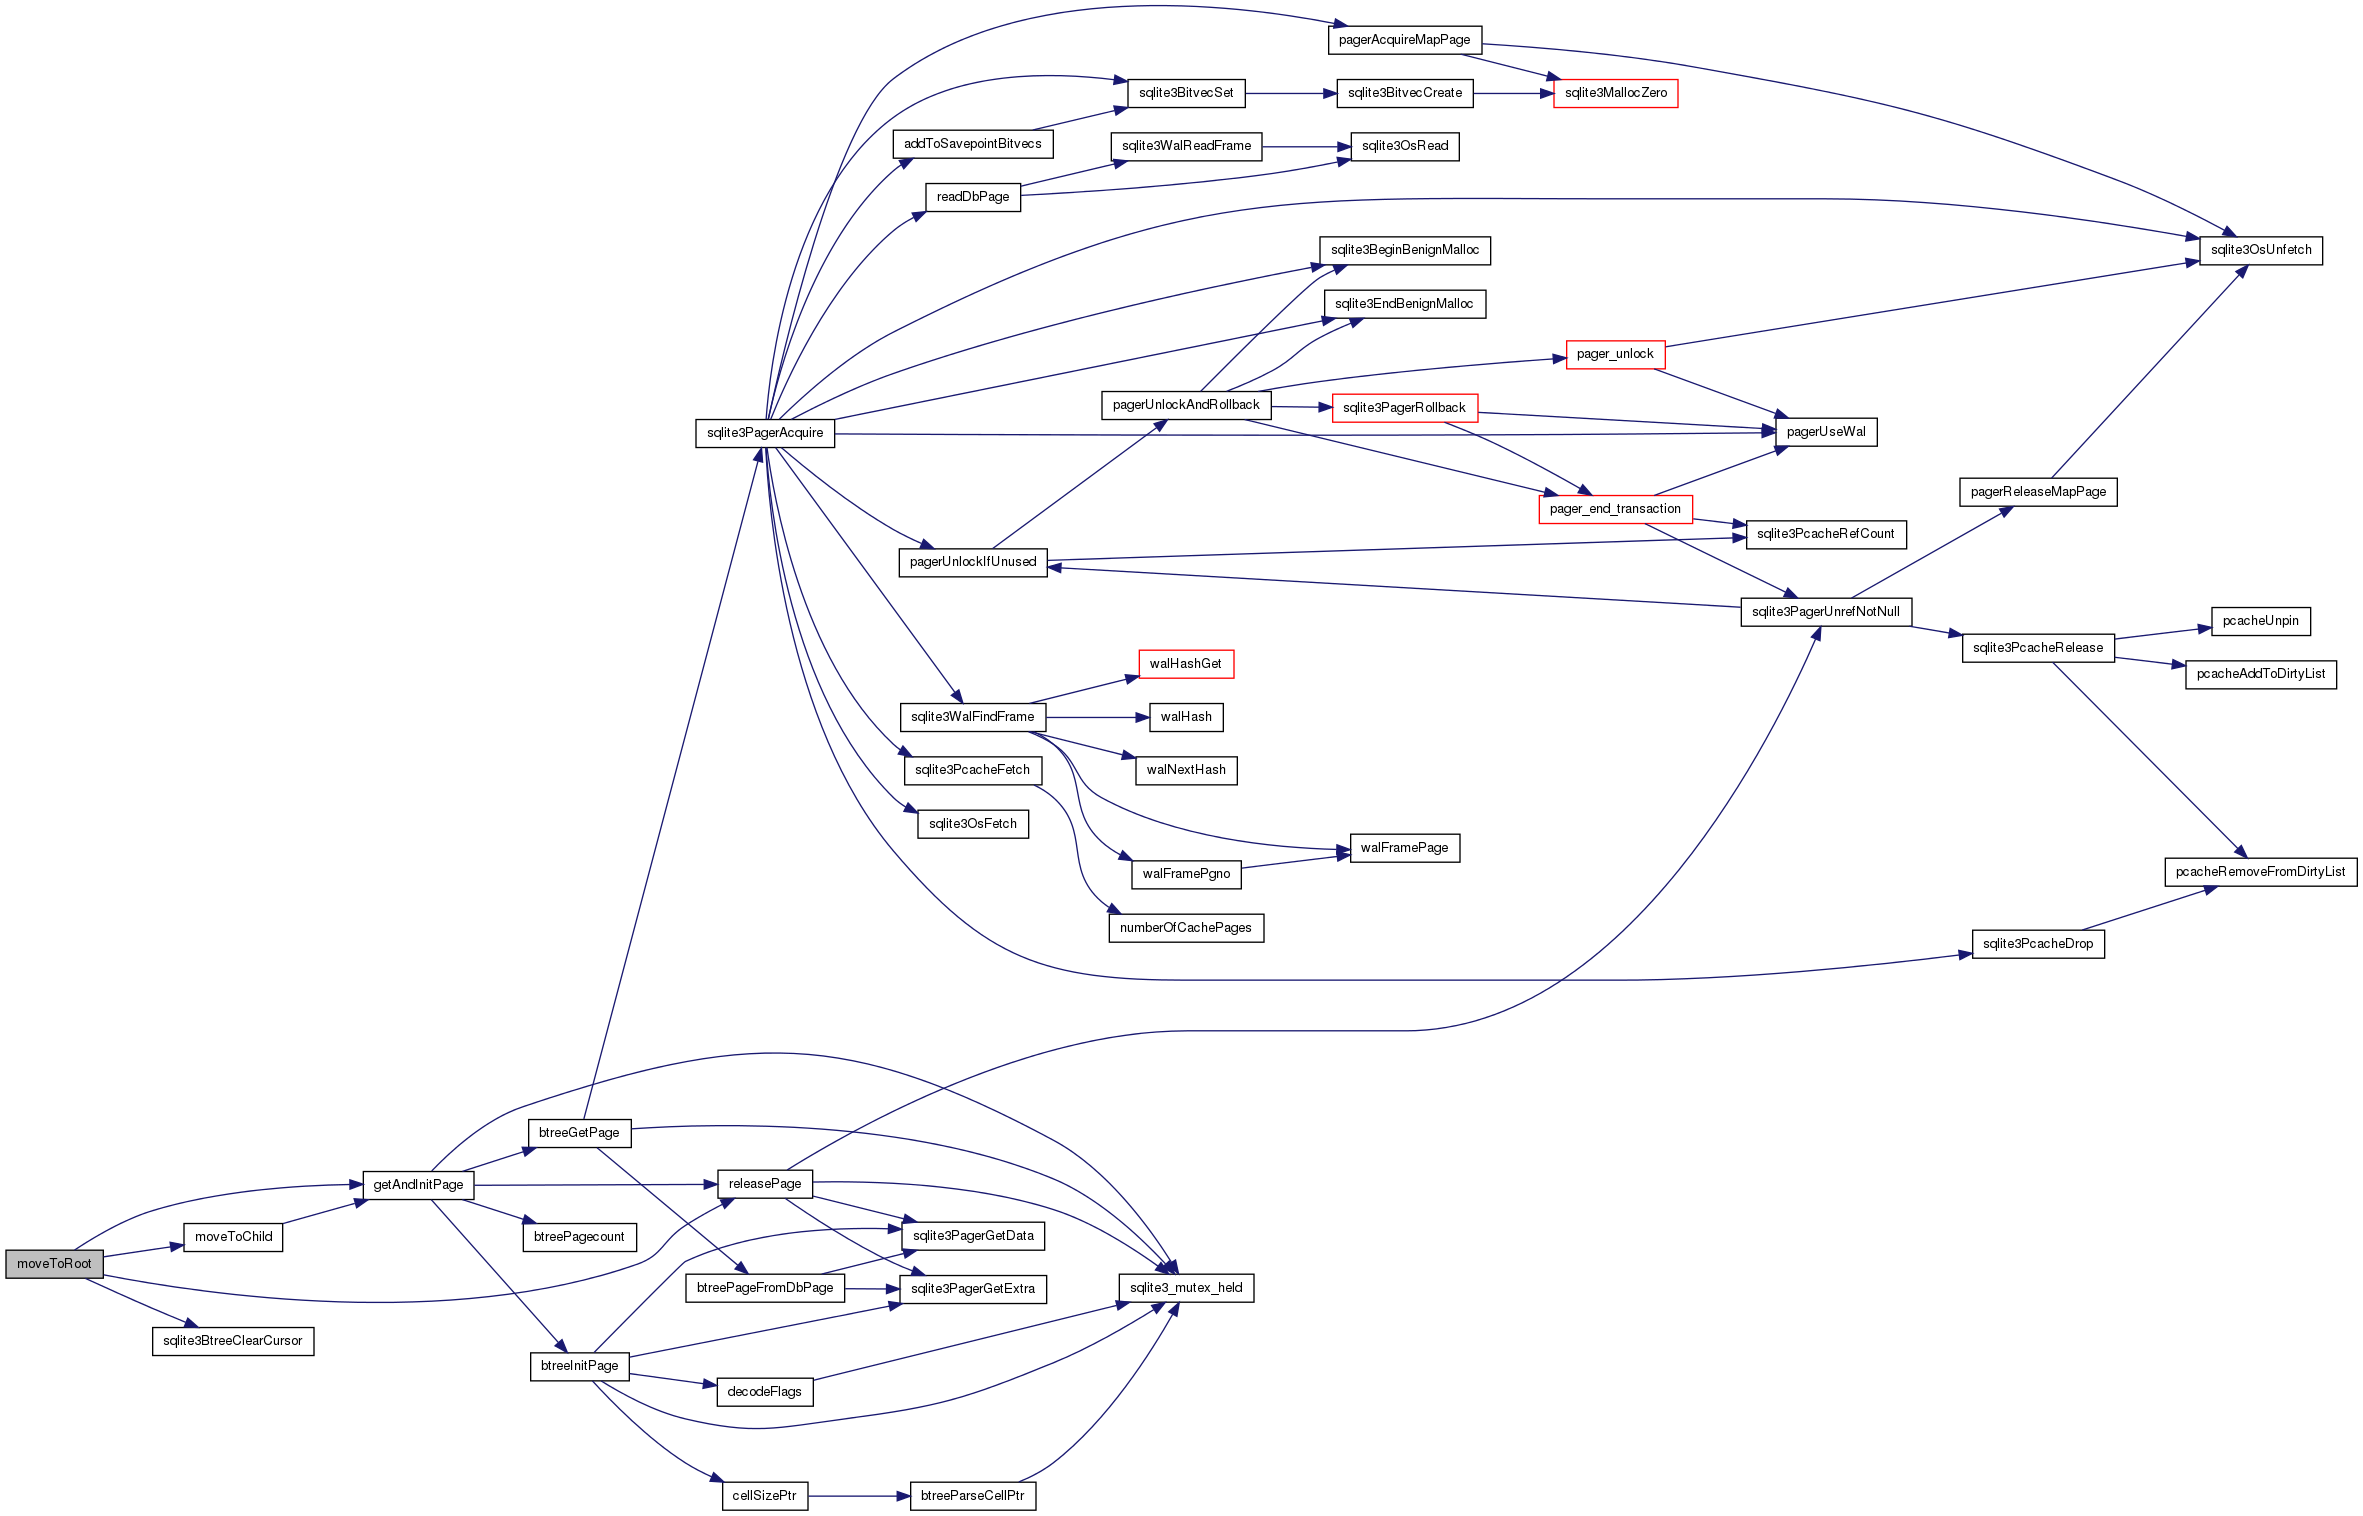 pagerAcquireMapPage
sqlite3BitvecSet
sqlite3BitvecCreate
sqlite3MallocZero
addToSavepointBitvecs
sqlite3WalReadFrame
sqlite3OsRead
readDbPage
sqlite3BeginBenignMalloc
sqlite3OsUnfetch
sqlite3EndBenignMalloc
pager_unlock
pagerUnlockAndRollback
sqlite3PagerRollback
sqlite3PagerAcquire
pagerUseWal
pagerReleaseMapPage
pager_end_transaction
sqlite3PcacheRefCount
pagerUnlockIfUnused
sqlite3PagerUnrefNotNull
pcacheUnpin
sqlite3PcacheRelease
walHashGet
pcacheAddToDirtyList
sqlite3WalFindFrame
walHash
sqlite3PcacheFetch
walNextHash
sqlite3OsFetch
walFramePage
walFramePgno
pcacheRemoveFromDirtyList
numberOfCachePages
sqlite3PcacheDrop
btreeGetPage
getAndInitPage
releasePage
moveToChild
btreePagecount
sqlite3PagerGetData
moveToRoot
btreePageFromDbPage
sqlite3PagerGetExtra
sqlite3_mutex_held
sqlite3BtreeClearCursor
btreeInitPage
decodeFlags
cellSizePtr
btreeParseCellPtr